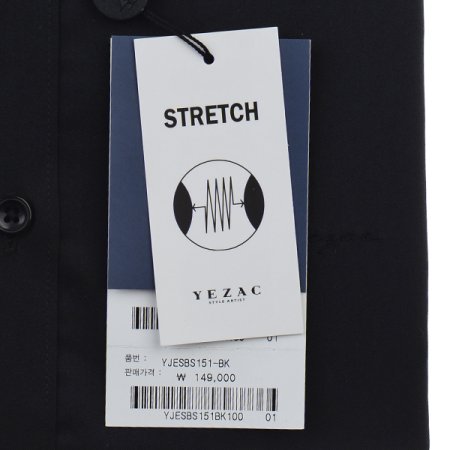 STRETCH
YEZAC
STYLE ARTIST
01
품번 : YJESBS151-BK
판매가격 : ₩ 149,000
YJESBS151BK100 01